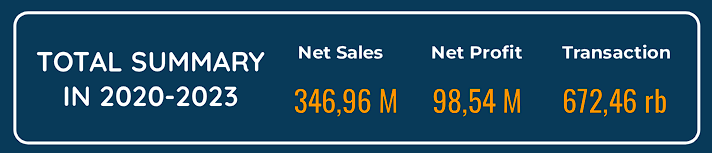 TOTAL SUMMARY
IN 2020-2023
Net Sales
346,96 M
Net Profit
98,54 M
Transaction
672,46 rb